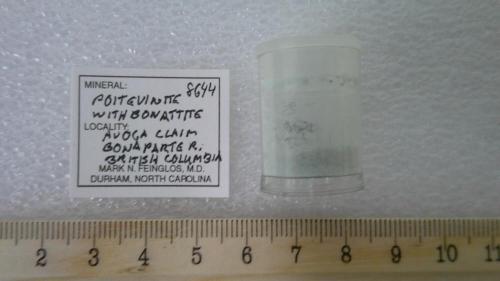 MINERAL: 8644
POITEVINITE
WITH BONATTITE
LOCALITY:
AVOCA CLAIM
BONAPARTE R.
BRITISH COLUMBIA
MARK N. FEINGLOS, M.D.
DURHAM, NORTH CAROLINA
2 3 4 5 6 7 8 9 10 11